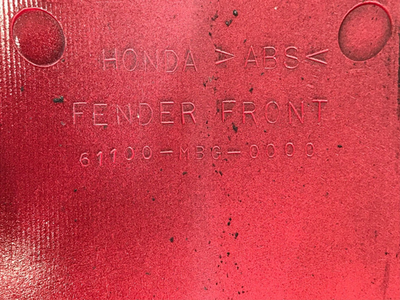 HONDA >ABS<
FENDER FRONT
61100-MBG-0000